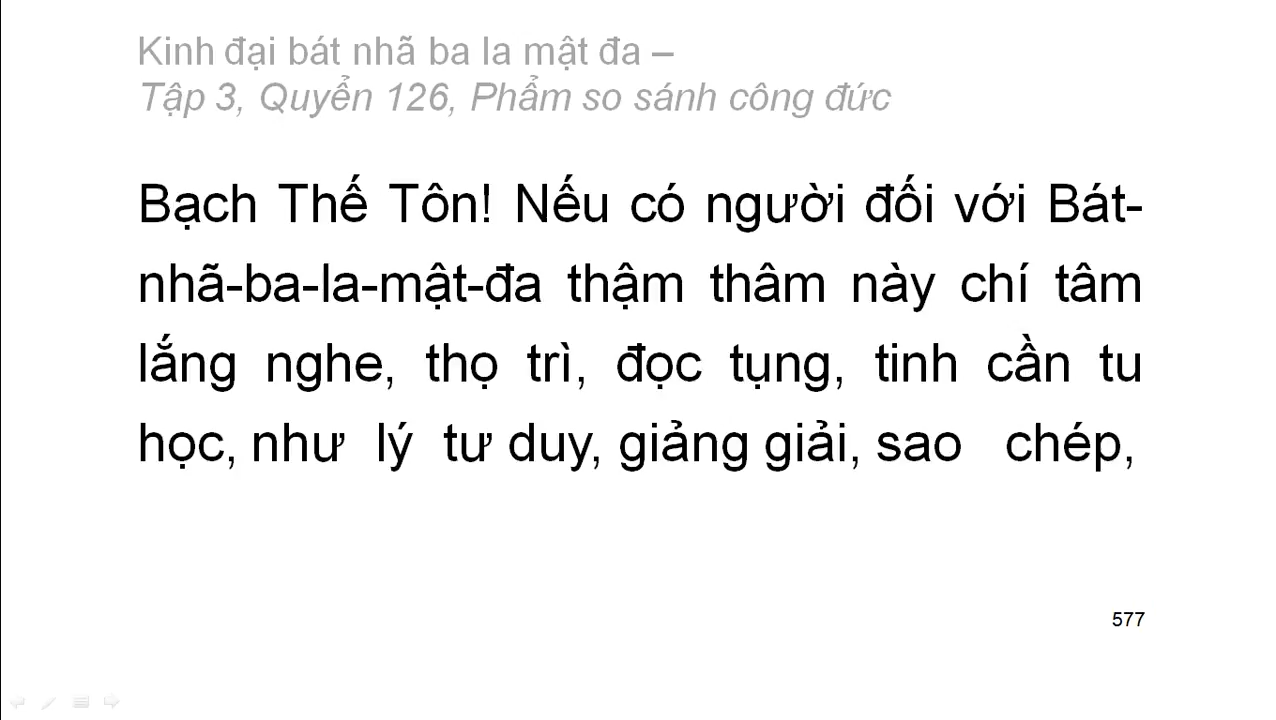 Kinh đại bát nhã ba la mật đa –
Tập 3, Quyển 126, Phẩm so sánh công đức
Bạch Thế Tôn! Nếu có người đối với Bát-
nhã-ba-la-mật-đa thậm thâm này chí tâm
lắng nghe, thọ trì, đọc tụng, tinh cần tu
học, như lý tư duy, giảng giải, sao chép,
577